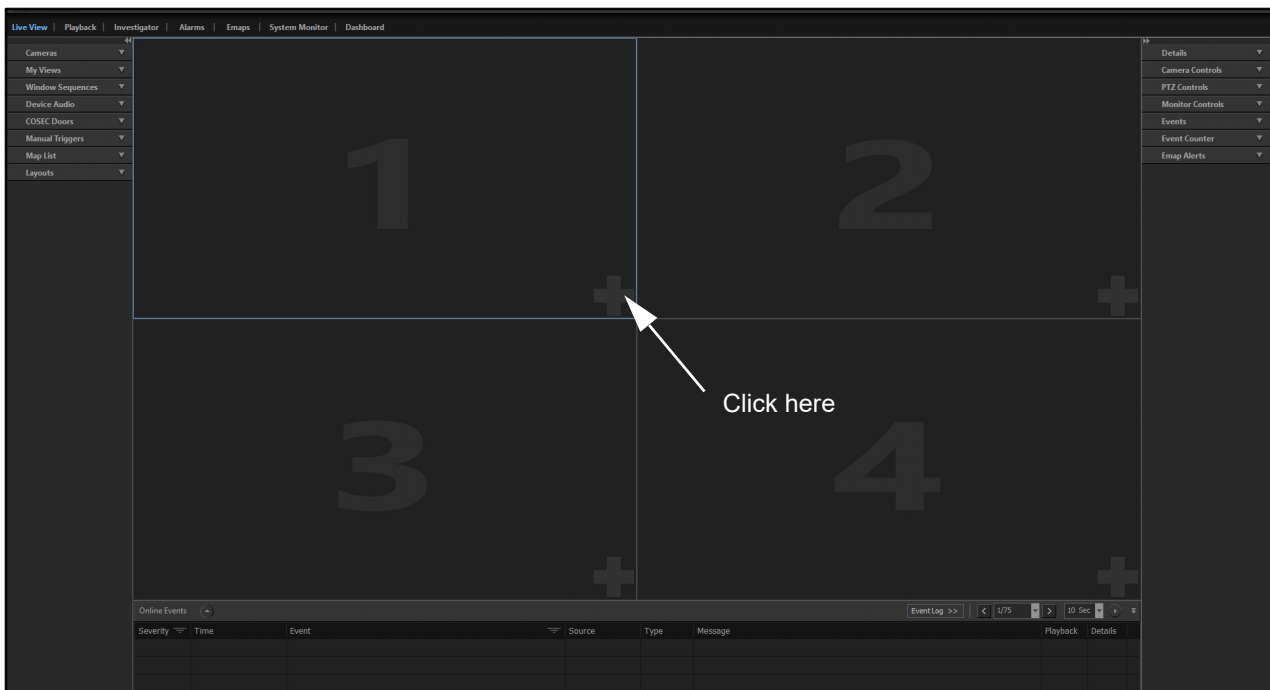 Live View | Playback | Investigator | Alarms | Emaps | System Monitor | Dashboard
Cameras
My Views
Window Sequences
Device Audio
COSEC Doors
Manual Triggers
Map List
Layouts
1
2
Click here
3
4
Details
Camera Controls
PTZ Controls
Monitor Controls
Events
Event Counter
Emap Alerts
Online Events Event Log >> < 1/75 > 10 Sec
Severity Time Event Source Type Message Playback Details